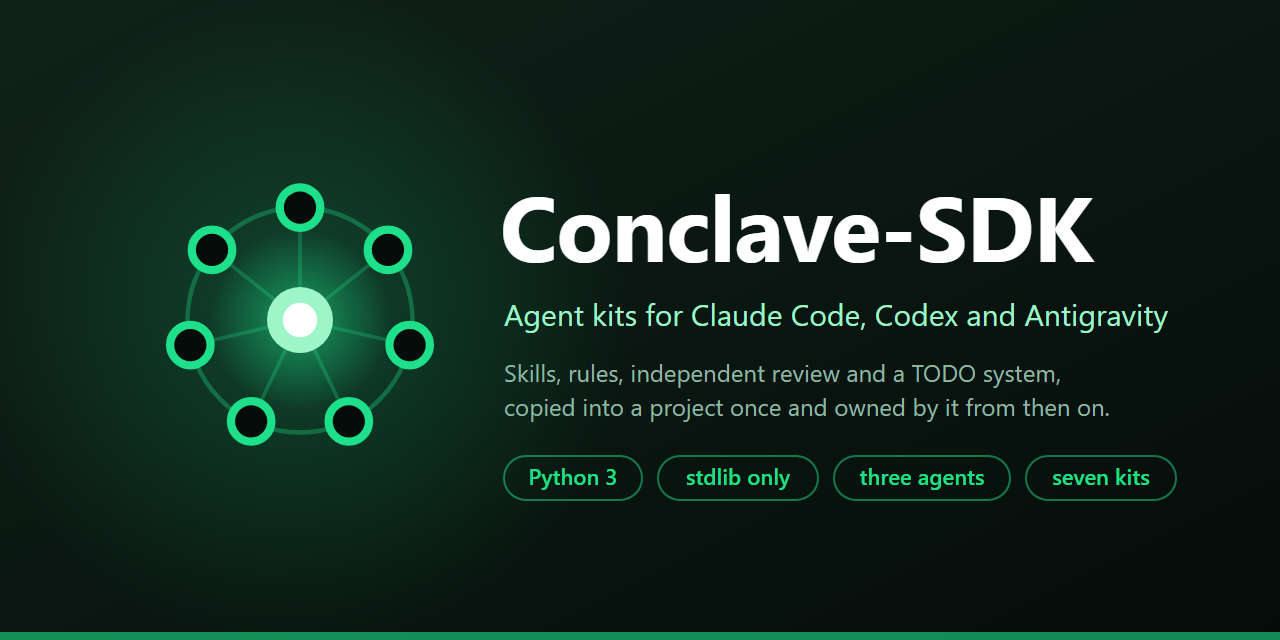 Conclave-SDK
Agent kits for Claude Code, Codex and Antigravity
Skills, rules, independent review and a TODO system,
copied into a project once and owned by it from then on.
Python 3
stdlib only
three agents
seven kits